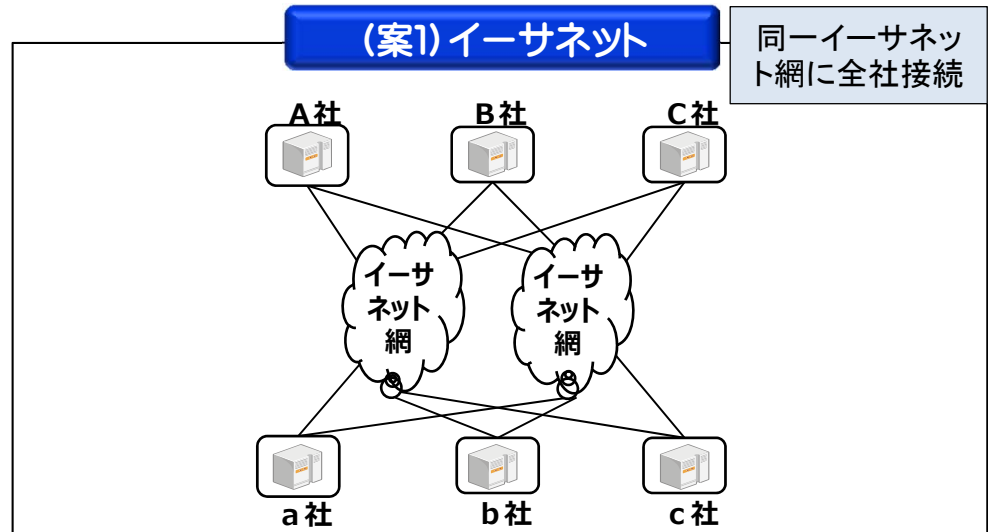 (案1)イーサネット
同一イーサネッ
ト網に全社接続
A社
B社
C社
イーサ
ネット
網
イーサ
ネット
網
a社
b社
c社